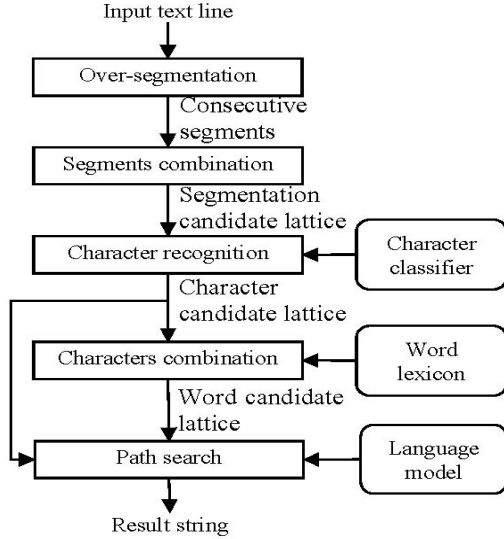 Input text line
Over-segmentation
Consecutive
segments
Segments combination
Segmentation
candidate lattice
Character recognition
Character
classifier
Character
candidate lattice
Characters combination
Word
lexicon
Word candidate
lattice
Path search
Language
model
Result string